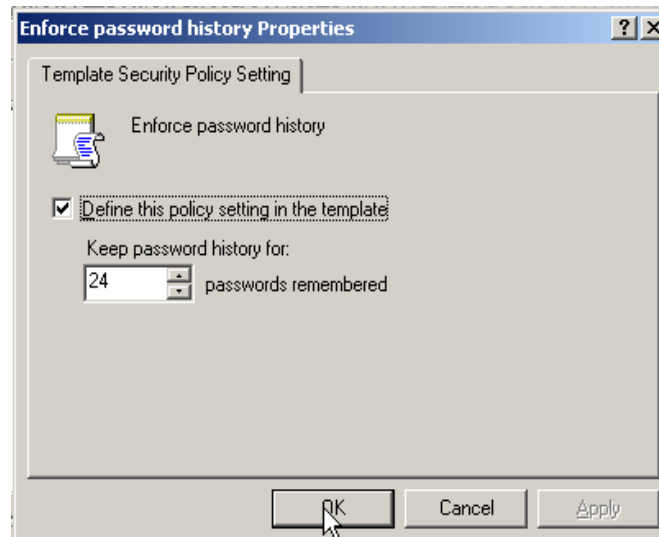 Enforce password history Properties
Template Security Policy Setting
Enforce password history
Define this policy setting in the template
Keep password history for:
24 passwords remembered
OK Cancel Apply